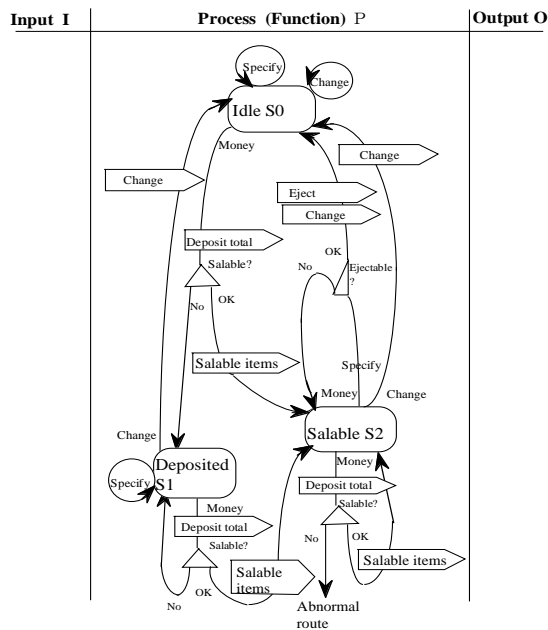 Input I
Process (Function) P
Output O
Specify
Change
Idle S0
Money
Change
Change
Eject
Change
Deposit total
OK
No
Ejectable
?
Salable?
No
OK
Salable items
Specify
Money
Change
Change
Salable S2
Deposited
S1
Specify
Money
Deposit total
Salable?
Money
Deposit total
Salable?
No
OK
Salable items
Salable
items
No
OK
Abnormal
route